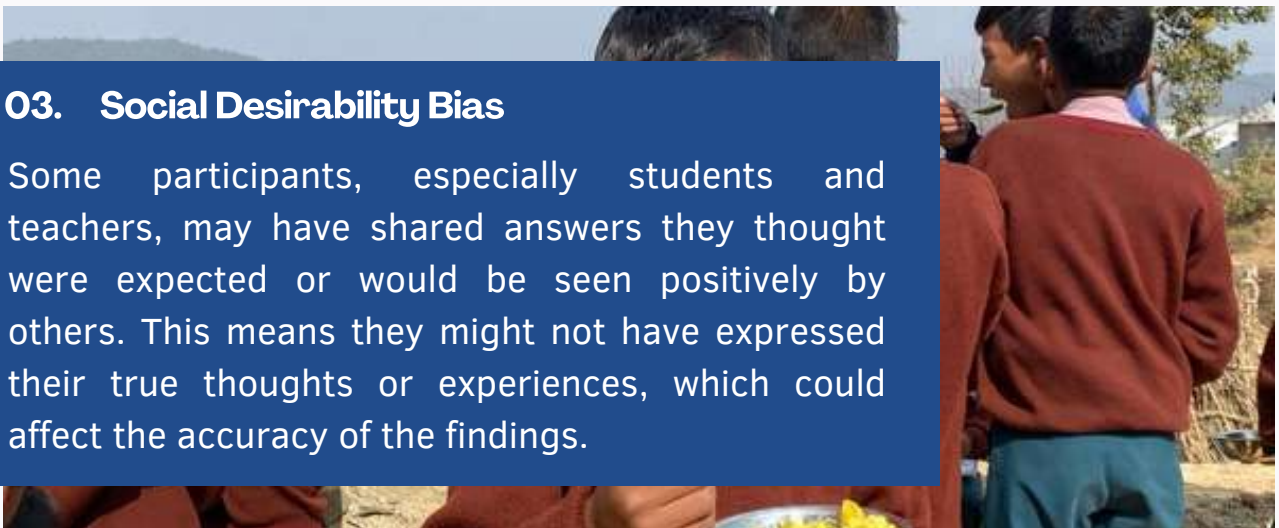 03. Social Desirability Bias
Some participants, especially students and
teachers, may have shared answers they thought
were expected or would be seen positively by
others. This means they might not have expressed
their true thoughts or experiences, which could
affect the accuracy of the findings.